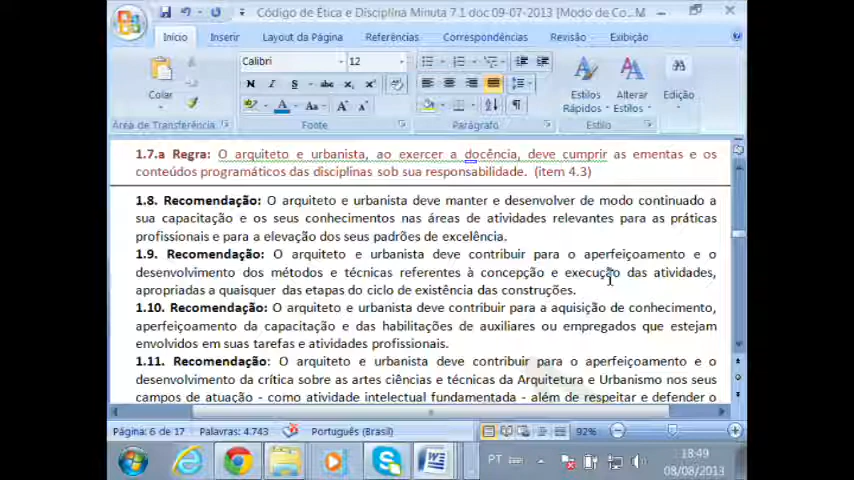 Código de Ética e Disciplina Minuta 7.1 doc 09-07-2013 [Modo de Co... M
Início Inserir Layout da Página Referências Correspondências Revisão Exibição
Calibri 12
Colar
N I S abc x₂ x²
Estilos Rápidos Alterar Estilos Edição
Aa A A
Área de Transferência Fonte Parágrafo Estilo
1.7.a Regra: O arquiteto e urbanista, ao exercer a docência, deve cumprir as ementas e os
conteúdos programáticos das disciplinas sob sua responsabilidade. (item 4.3)
1.8. Recomendação: O arquiteto e urbanista deve manter e desenvolver de modo continuado a
sua capacitação e os seus conhecimentos nas áreas de atividades relevantes para as práticas
profissionais e para a elevação dos seus padrões de excelência.
1.9. Recomendação: O arquiteto e urbanista deve contribuir para o aperfeiçoamento e o
desenvolvimento dos métodos e técnicas referentes à concepção e execução das atividades,
apropriadas a quaisquer das etapas do ciclo de existência das construções.
1.10. Recomendação: O arquiteto e urbanista deve contribuir para a aquisição de conhecimento,
aperfeiçoamento da capacitação e das habilitações de auxiliares ou empregados que estejam
envolvidos em suas tarefas e atividades profissionais.
1.11. Recomendação: O arquiteto e urbanista deve contribuir para o aperfeiçoamento e o
desenvolvimento da crítica sobre as artes ciências e técnicas da Arquitetura e Urbanismo nos seus
campos de atuação - como atividade intelectual fundamentada - além de respeitar e defender o
Página: 6 de 17 Palavras: 4.743 Português (Brasil) 92%
PT 18:49
08/08/2013